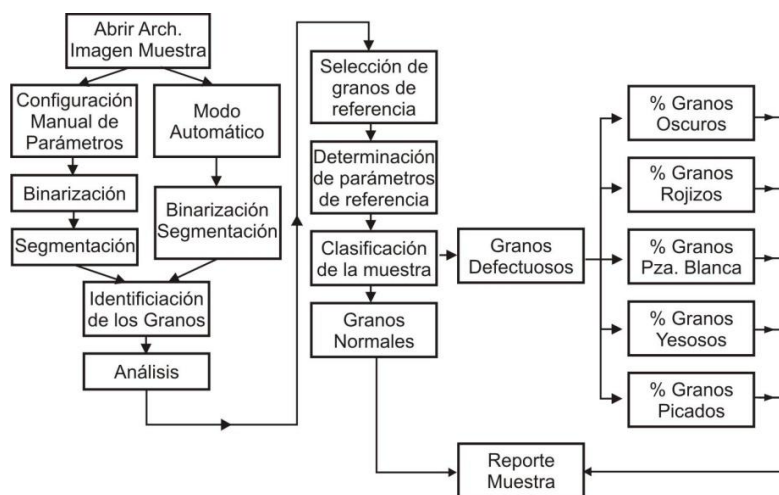 Abrir Arch.
Imagen Muestra
Configuración
Manual de
Parámetros
Modo
Automático
Binarización
Segmentación
Binarización
Segmentación
Identificiación
de los Granos
Análisis
Selección de
granos de
referencia
Determinación
de parámetros
de referencia
Clasificación
de la muestra
Granos
Normales
Granos
Defectuosos
% Granos
Oscuros
% Granos
Rojizos
% Granos
Pza. Blanca
% Granos
Yesosos
% Granos
Picados
Reporte
Muestra